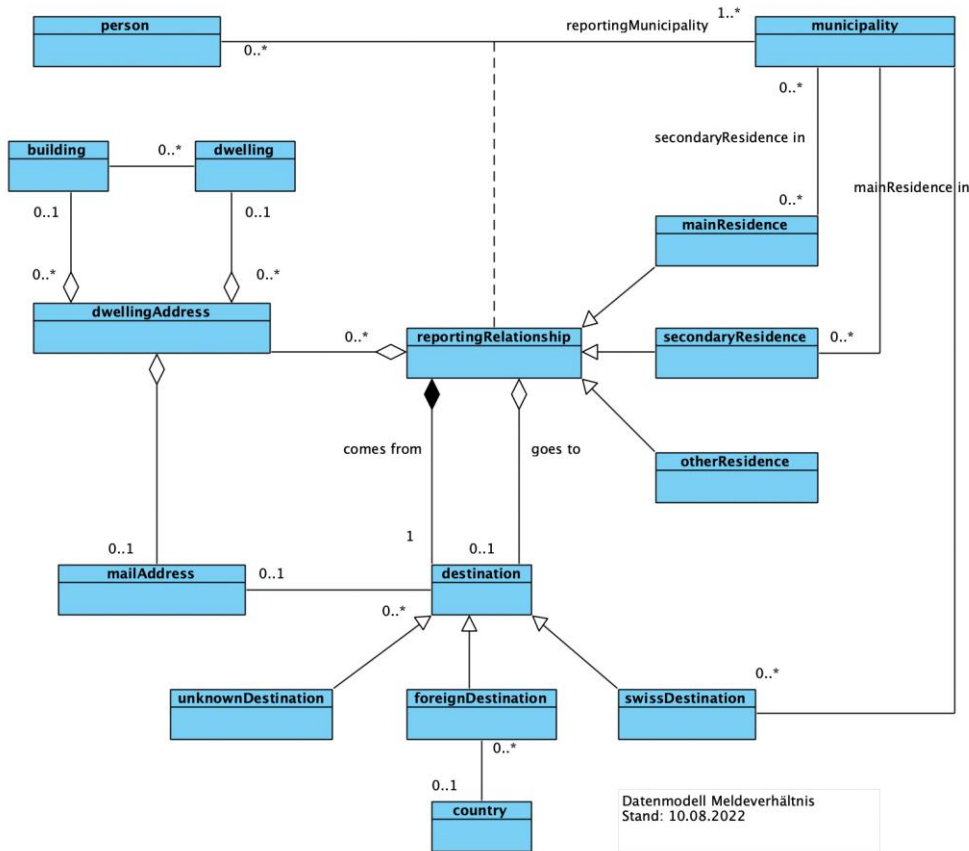 person
0..*
reportingMunicipality
1..*
municipality
0..*
secondaryResidence in
mainResidence in
0..*
building
0..*
dwelling
0..1
0..1
0..*
0..*
dwellingAddress
mainResidence
0..*
reportingRelationship
secondaryResidence
0..*
comes from
goes to
otherResidence
0..1
1
0..1
mailAddress
0..1
destination
0..*
unknownDestination
foreignDestination
swissDestination
0..*
0..*
0..1
country
Datenmodell Meldeverhältnis
Stand: 10.08.2022